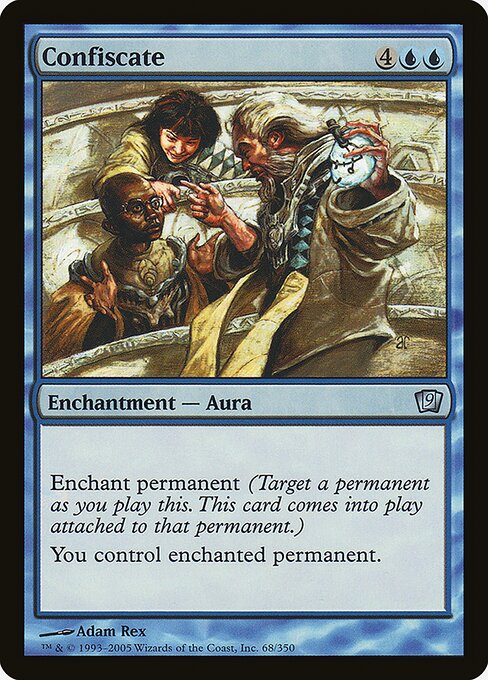 Confiscate 4
Enchantment — Aura 9
Enchant permanent (Target a permanent
as you play this. This card comes into play
attached to that permanent.)
You control enchanted permanent.
Adam Rex
™ & © 1993–2005 Wizards of the Coast, Inc. 68/350